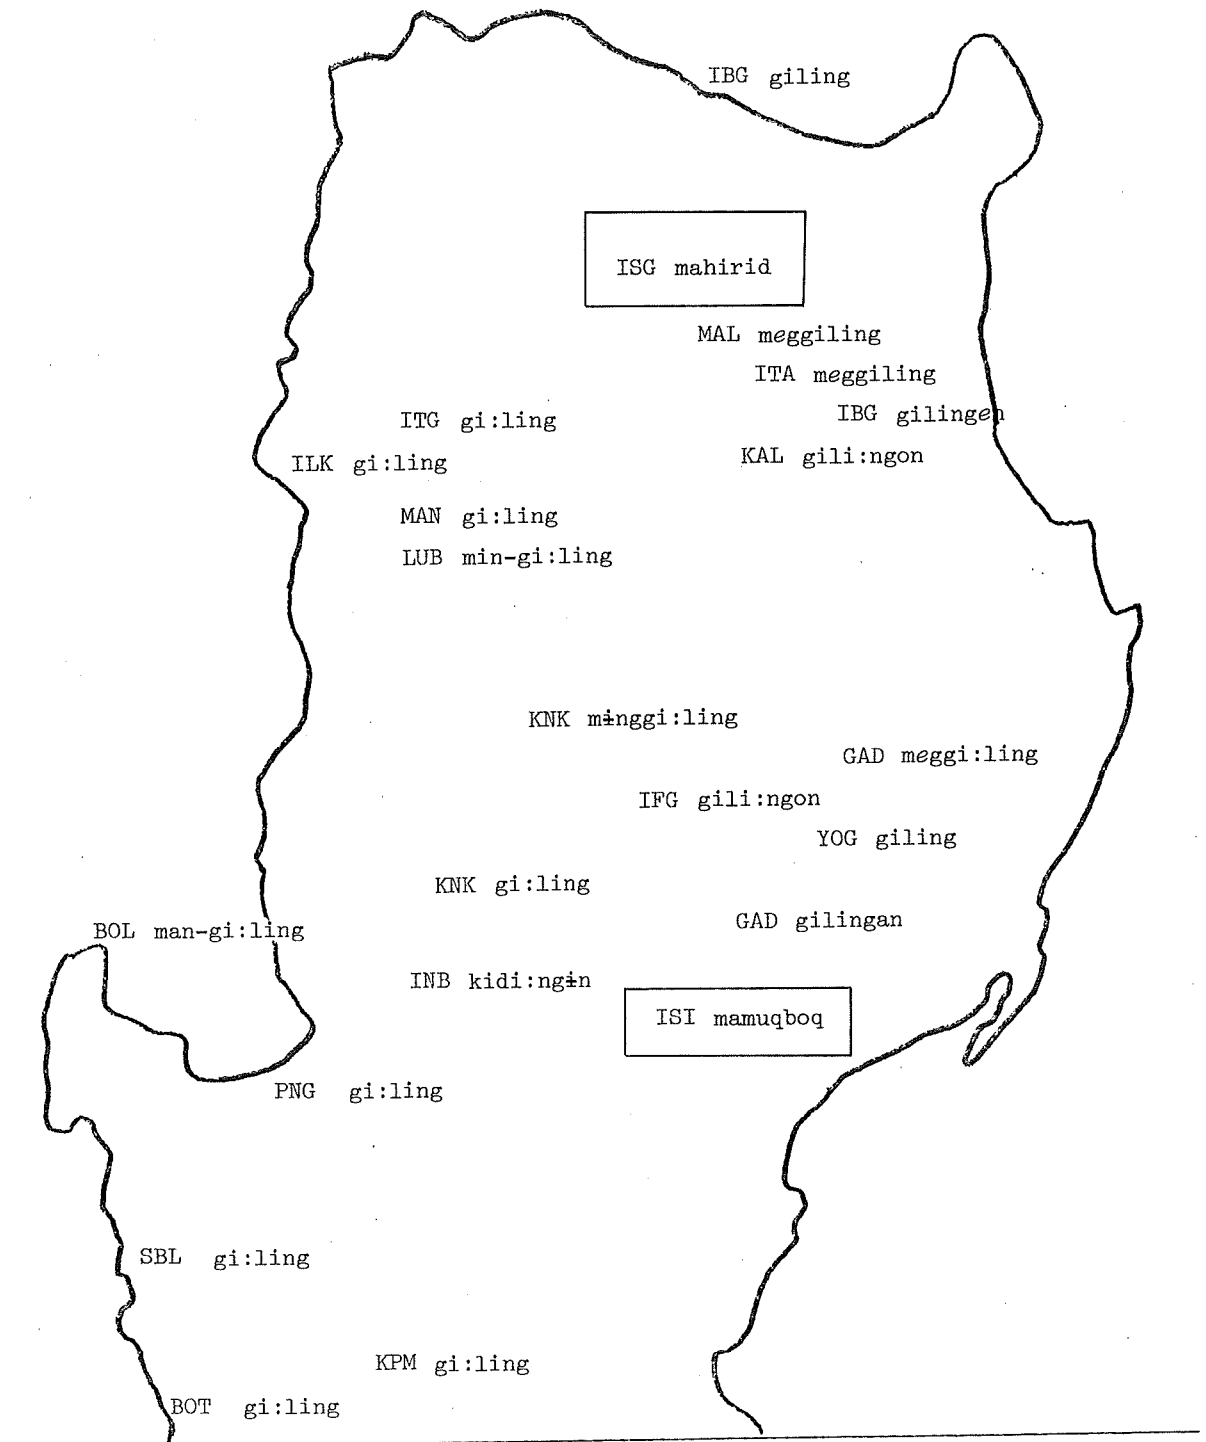 IBG giling
ISG mahirid
MAL meggiling
ITA meggiling
IBG gilingen
ITG gi:ling
KAL gili:ngon
ILK gi:ling
MAN gi:ling
LUB min-gi:ling
KNK mɨnggi:ling
GAD meggi:ling
IFG gili:ngon
YOG giling
KNK gi:ling
GAD gilingan
BOL man-gi:ling
INB kidi:ngɨn
ISI mamuqboq
PNG gi:ling
SBL gi:ling
KPM gi:ling
BOT gi:ling